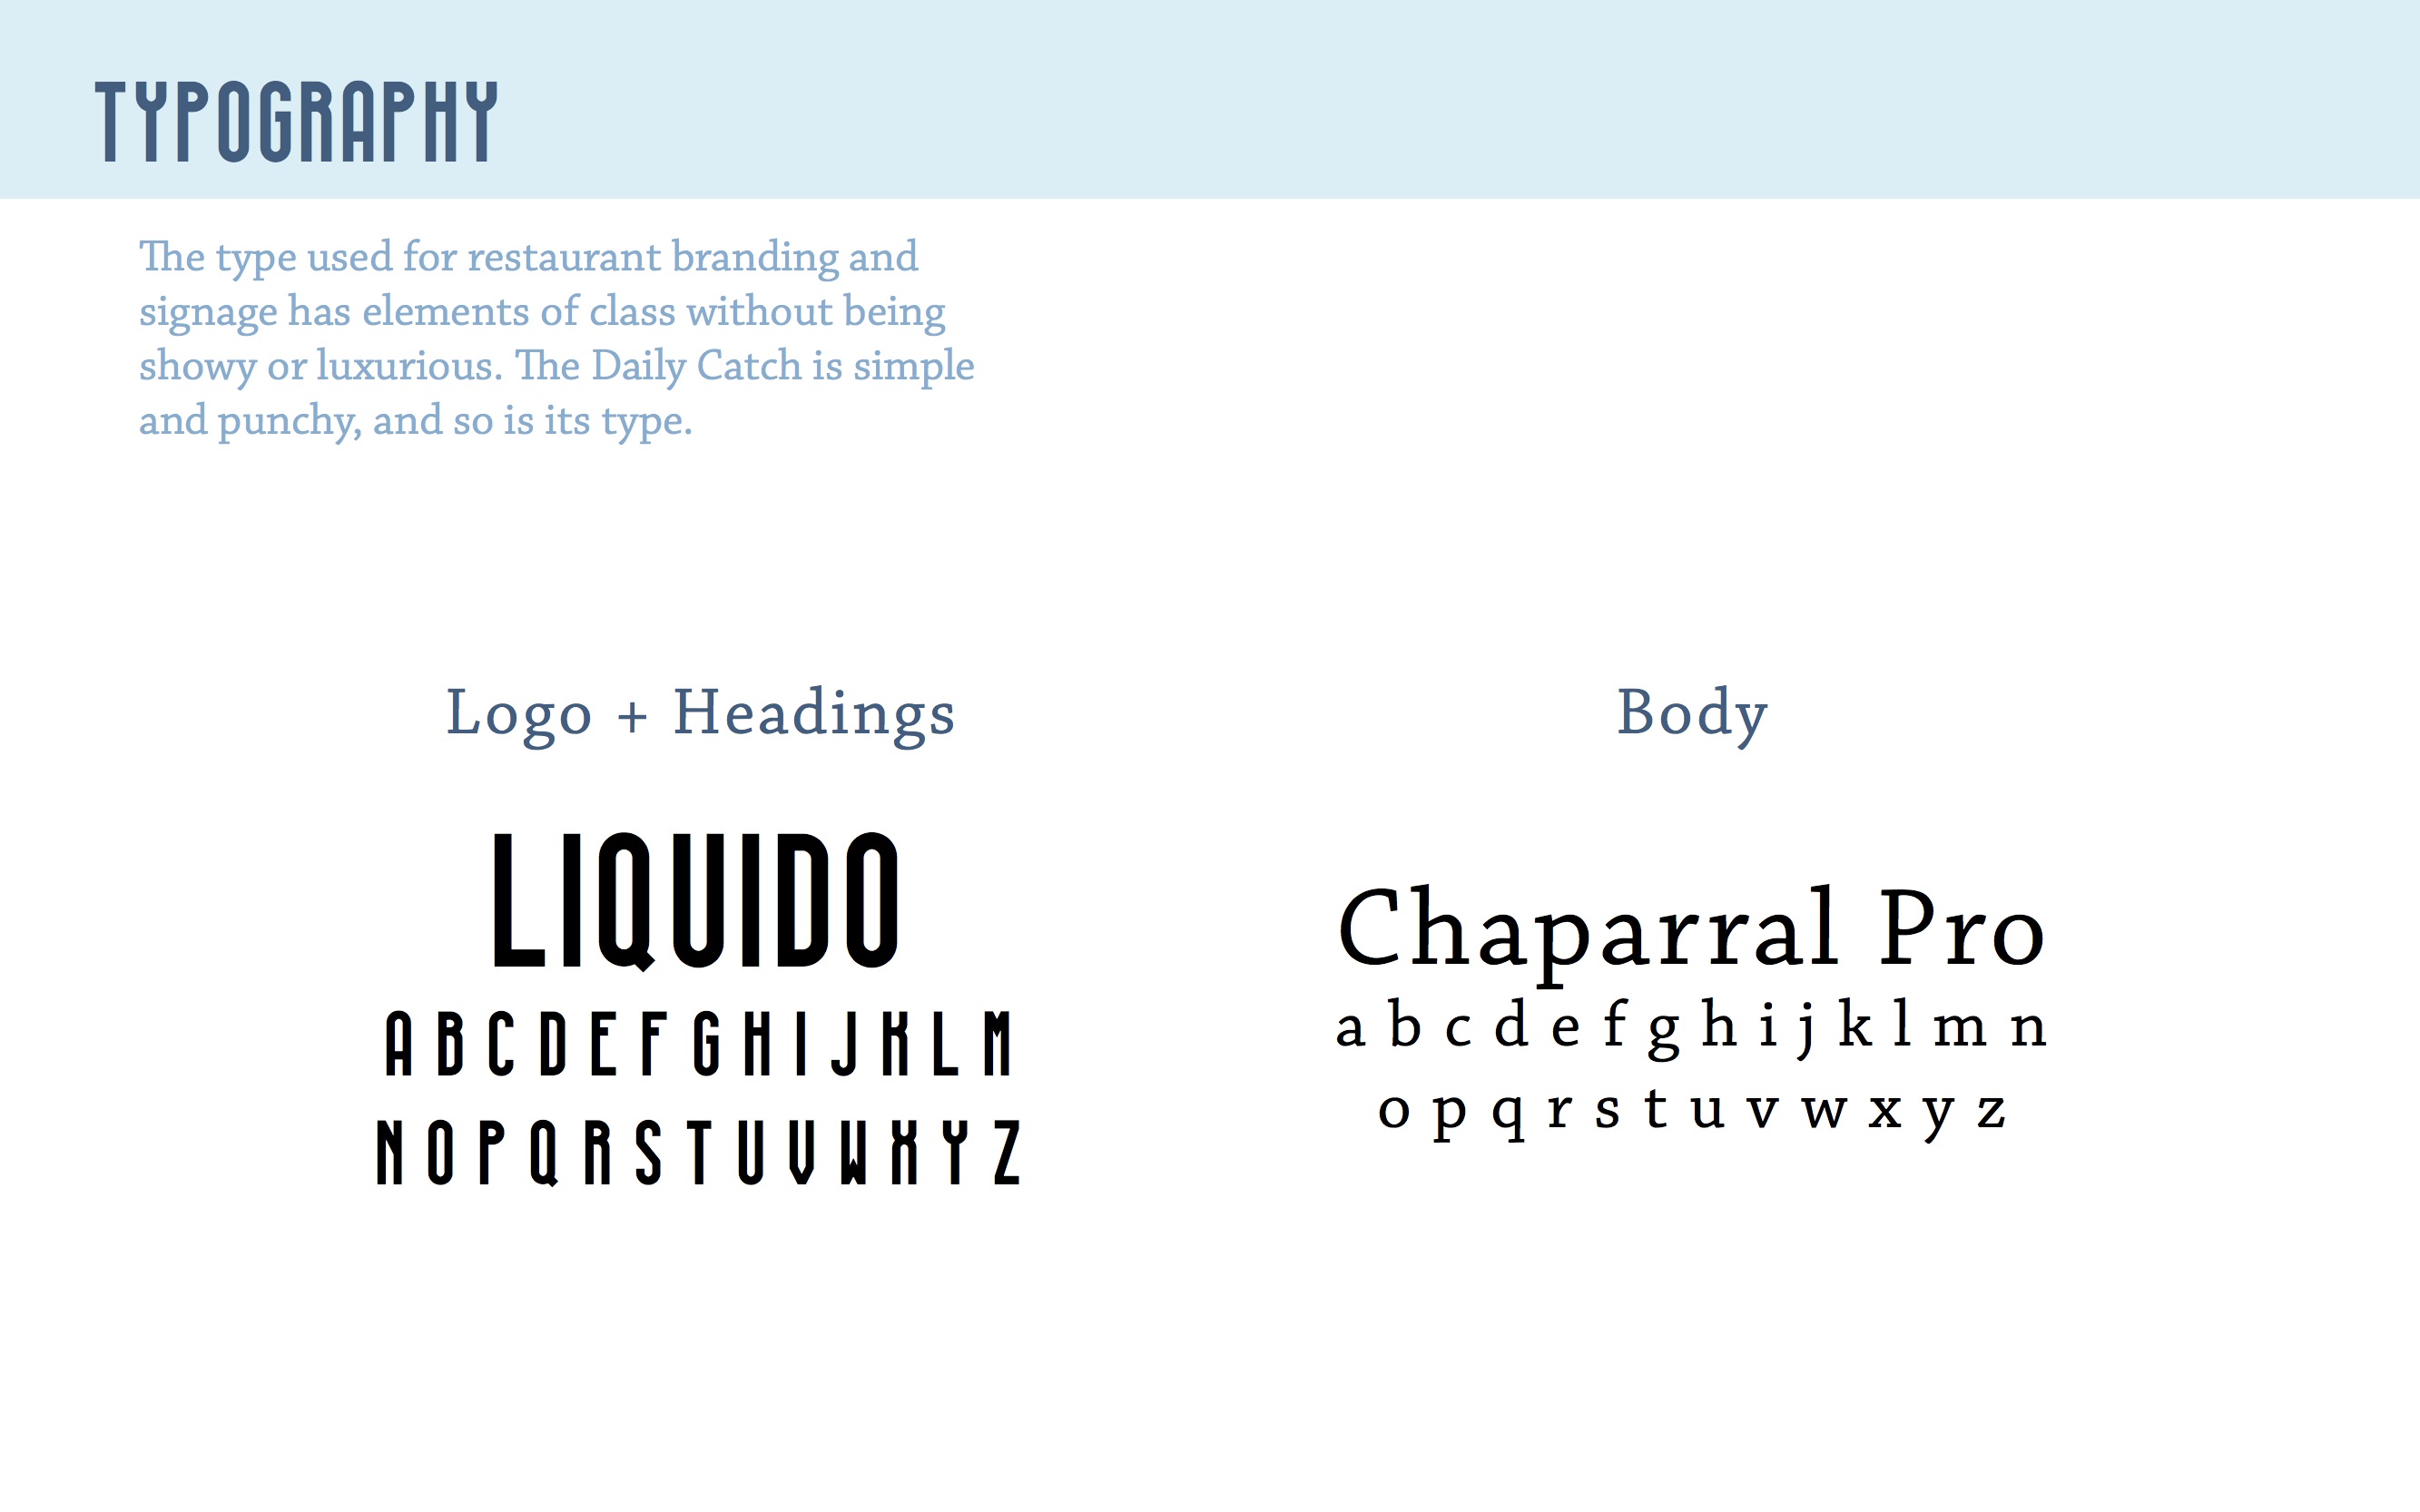 TYPOGRAPHY
The type used for restaurant branding and
signage has elements of class without being
showy or luxurious. The Daily Catch is simple
and punchy, and so is its type.
Logo + Headings
LIQUIDO
A B C D E F G H I J K L M
N O P Q R S T U V W X Y Z
Body
Chaparral Pro
a b c d e f g h i j k l m n
o p q r s t u v w x y z